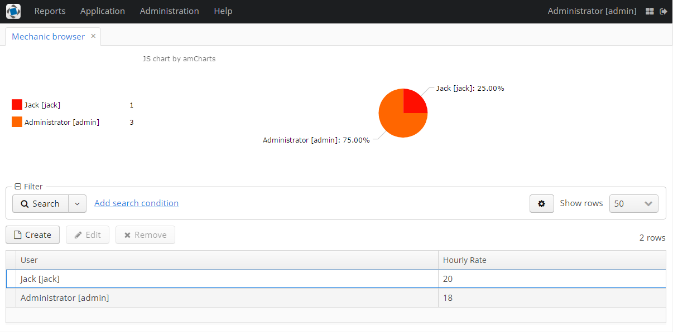 Reports Application Administration Help Administrator [admin]
Mechanic browser ×
JS chart by amCharts
Jack [jack] 1
Administrator [admin] 3
Jack [jack]: 25.00%
Administrator [admin]: 75.00%
Filter
Search Add search condition Show rows 50
Create Edit Remove 2 rows
User Hourly Rate
Jack [jack] 20
Administrator [admin] 18